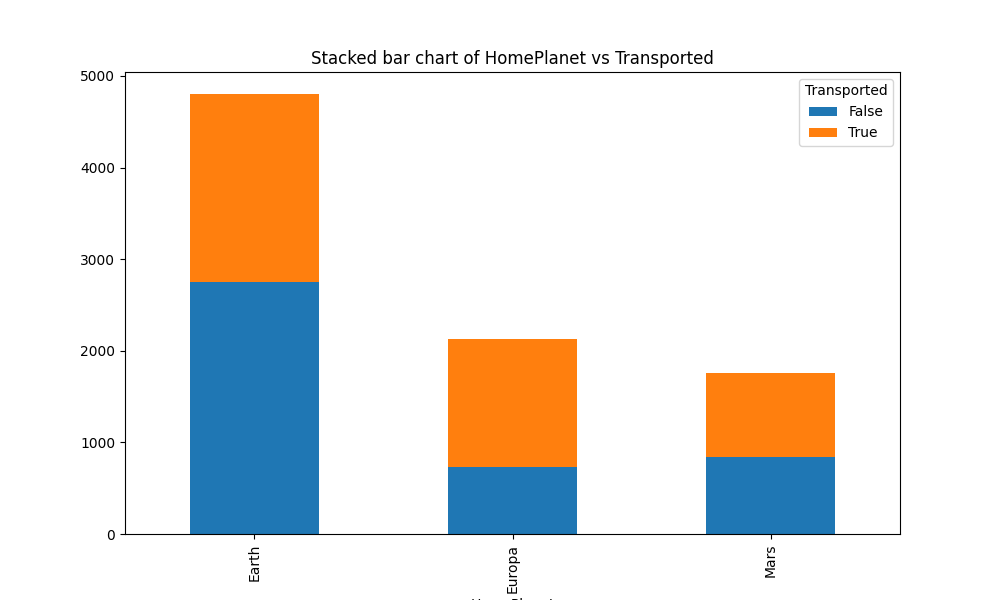 Stacked bar chart of HomePlanet vs Transported
Transported
False
True
5000
4000
3000
2000
1000
0
Earth
Europa
Mars